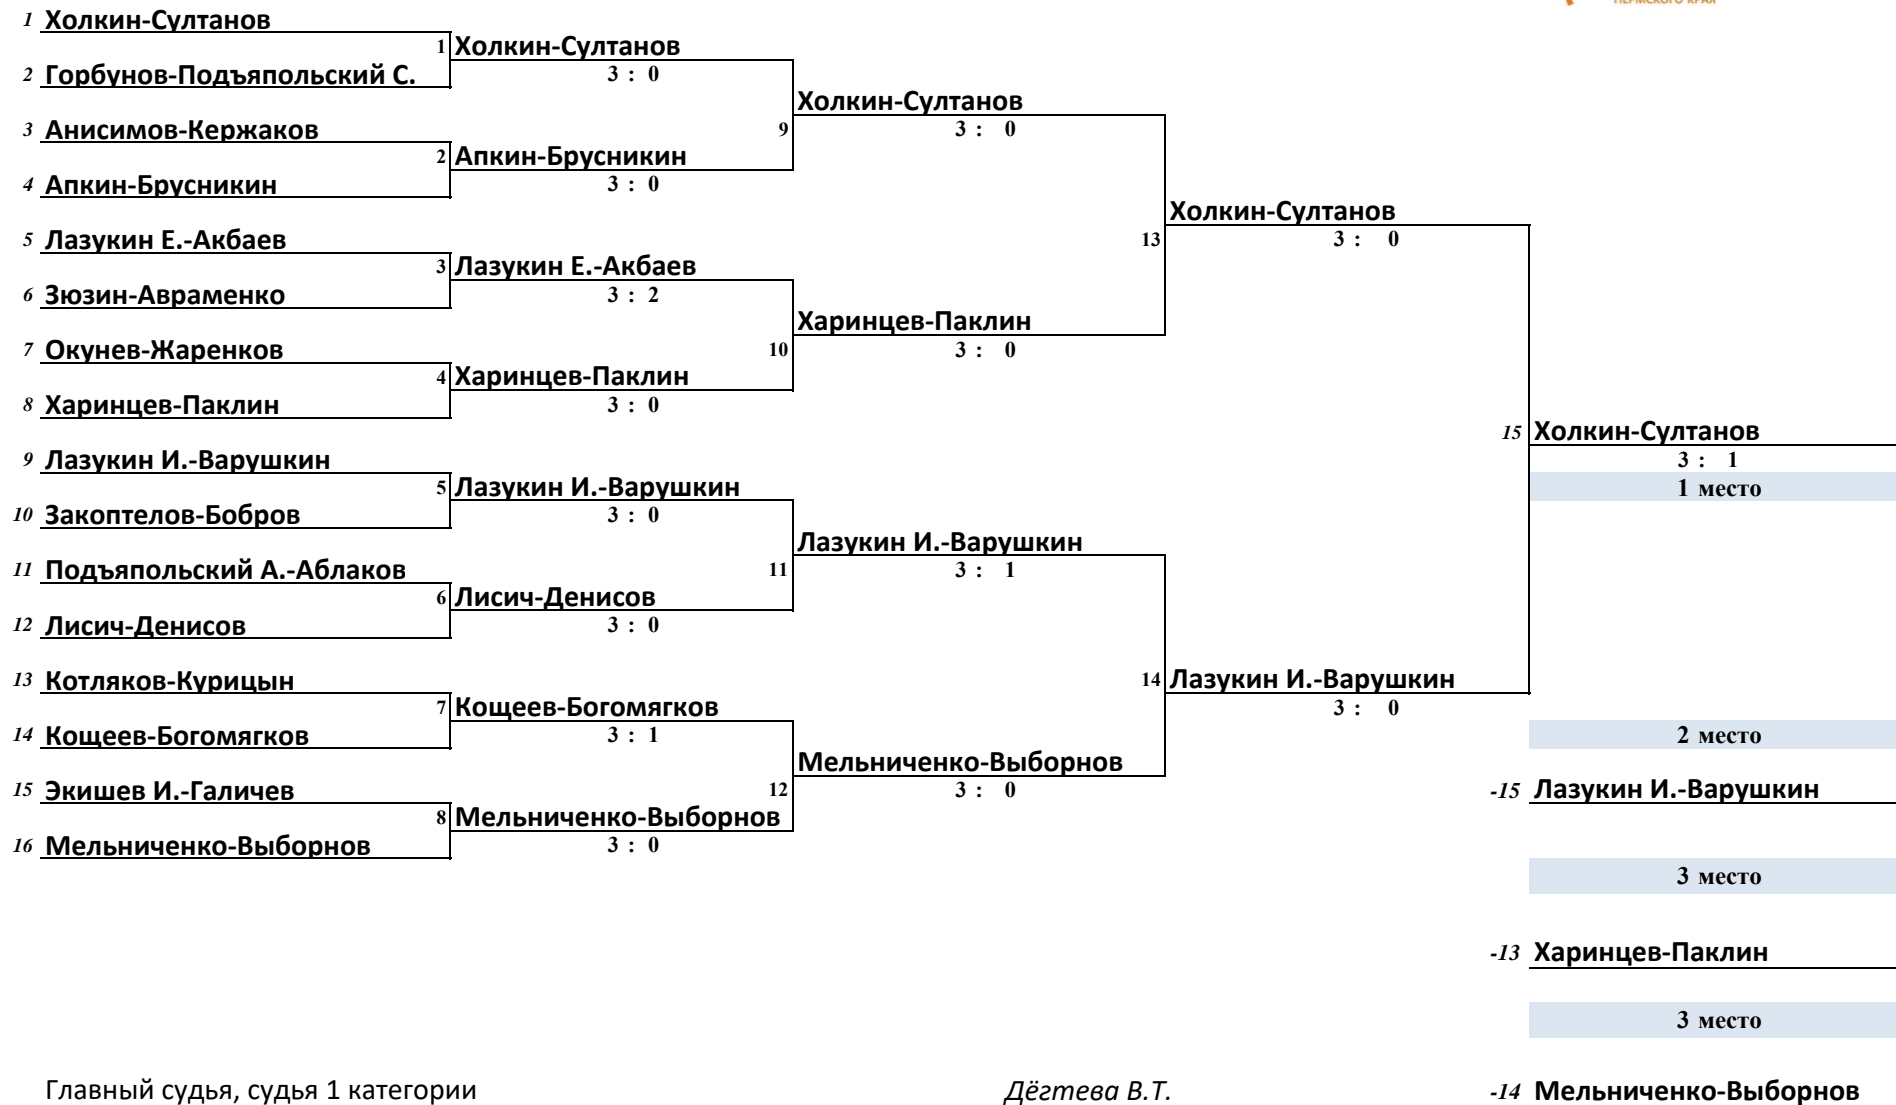 ПЕРМСКОГО КРАЯ
1 Холкин-Султанов
1 Холкин-Султанов
2 Горбунов-Подъяпольский С.
3 : 0
Холкин-Султанов
3 Анисимов-Кержаков
9
3 : 0
2 Апкин-Брусникин
4 Апкин-Брусникин
3 : 0
Холкин-Султанов
5 Лазукин Е.-Акбаев
13
3 : 0
3 Лазукин Е.-Акбаев
6 Зюзин-Авраменко
3 : 2
Харинцев-Паклин
7 Окунев-Жаренков
10
3 : 0
4 Харинцев-Паклин
8 Харинцев-Паклин
3 : 0
15 Холкин-Султанов
9 Лазукин И.-Варушкин
3 : 1
5 Лазукин И.-Варушкин
1 место
10 Закоптелов-Бобров
3 : 0
Лазукин И.-Варушкин
11 Подъяпольский А.-Аблаков
11
3 : 1
6 Лисич-Денисов
12 Лисич-Денисов
3 : 0
13 Котляков-Курицын
14 Лазукин И.-Варушкин
7 Кощеев-Богомягков
3 : 0
14 Кощеев-Богомягков
3 : 1
2 место
Мельниченко-Выборнов
15 Экишев И.-Галичев
12
3 : 0
-15 Лазукин И.-Варушкин
8 Мельниченко-Выборнов
16 Мельниченко-Выборнов
3 : 0
3 место
-13 Харинцев-Паклин
3 место
Главный судья, судья 1 категории
Дёгтева В.Т.
-14 Мельниченко-Выборнов